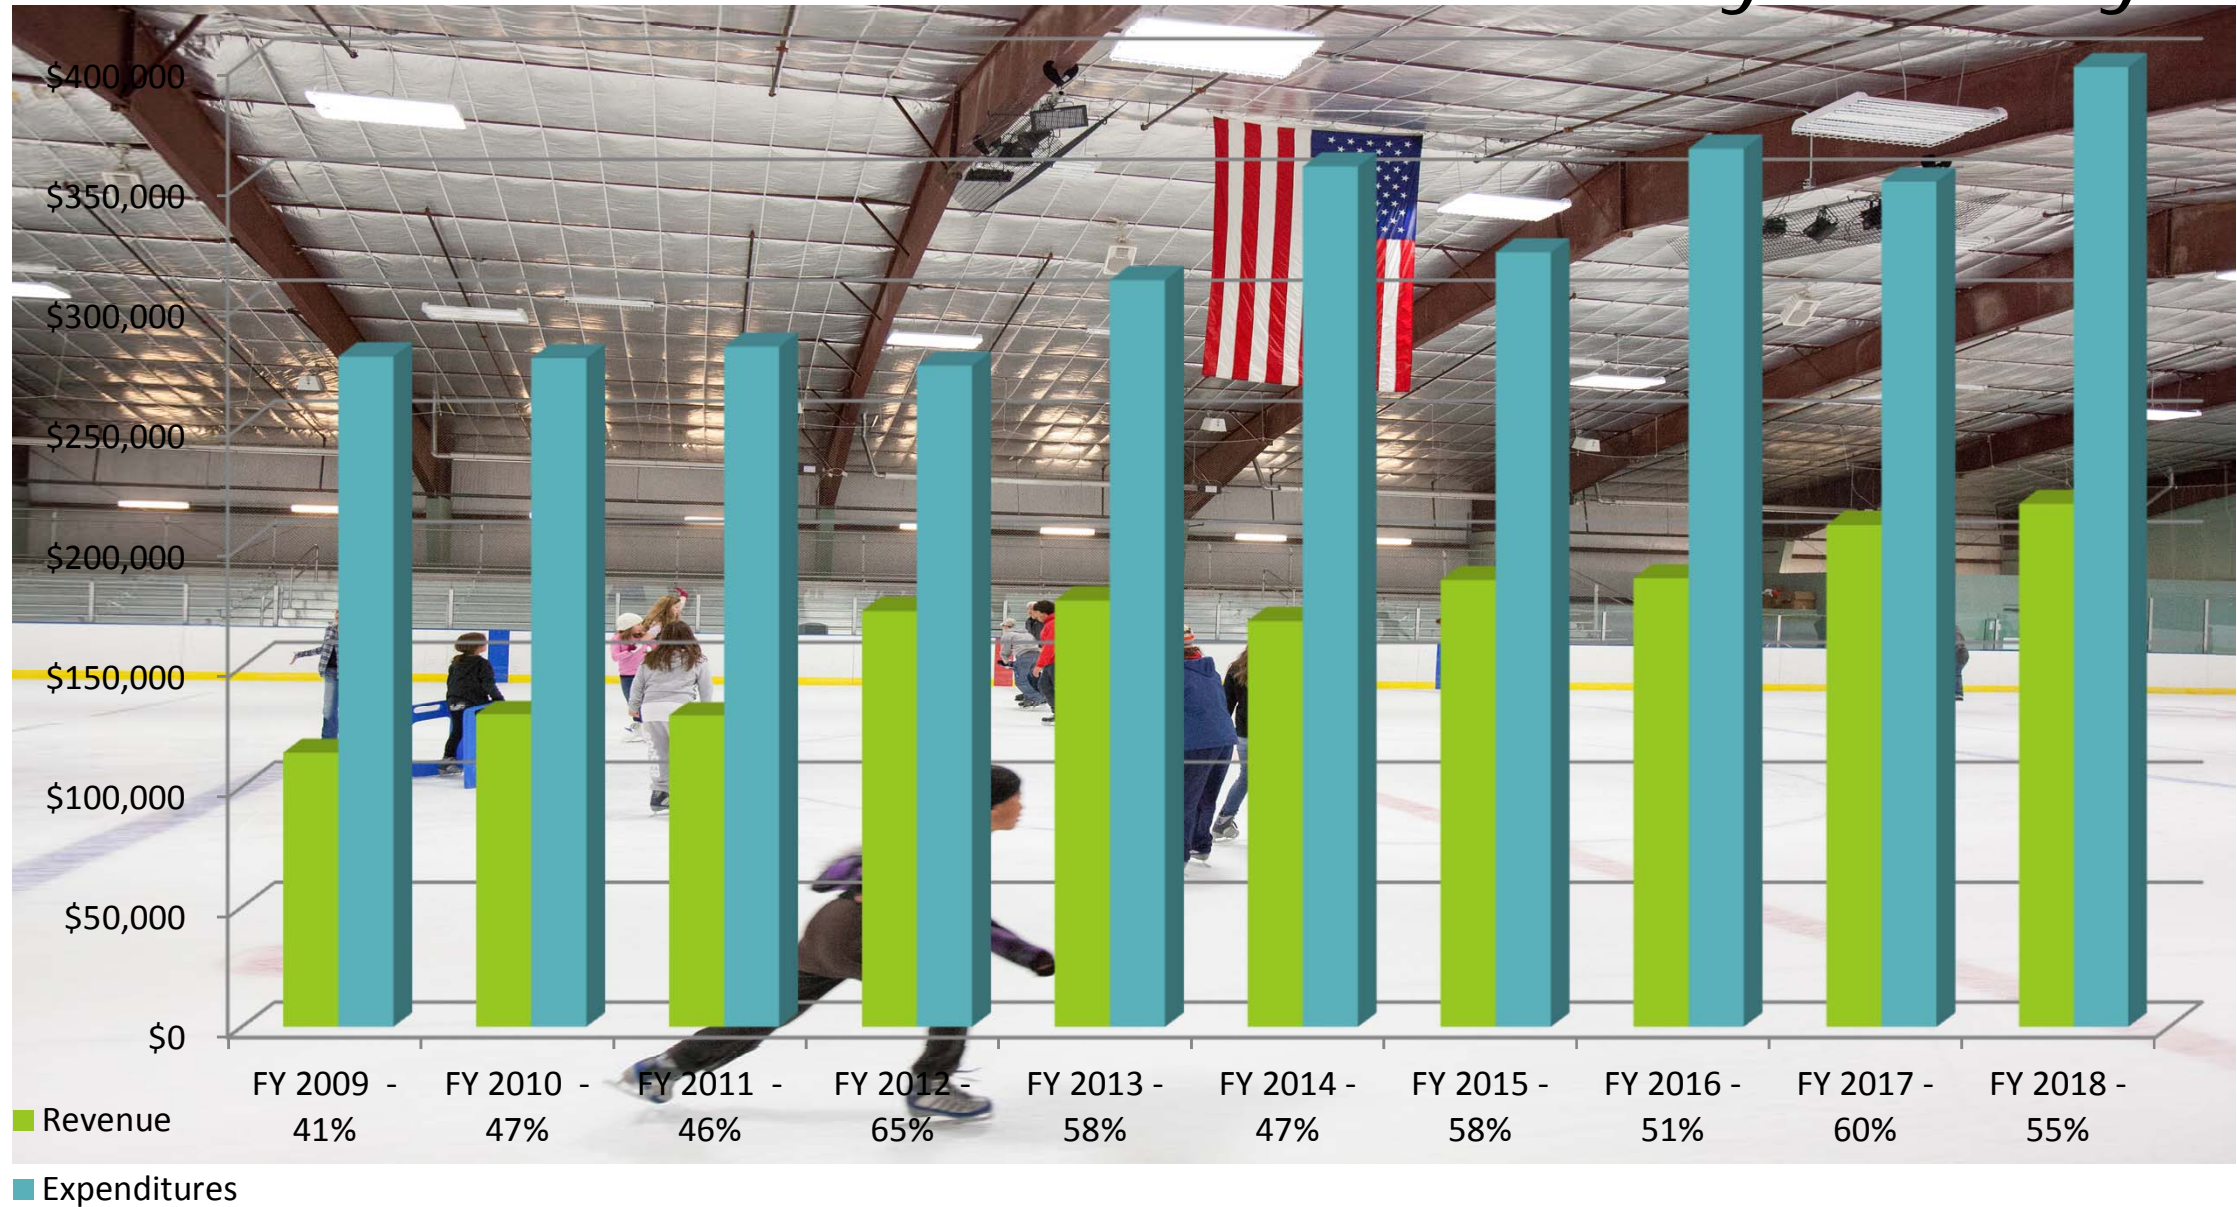 $400,000
$350,000
$300,000
$250,000
$200,000
$150,000
$100,000
$50,000
$0
FY 2009 - FY 2010 - FY 2011 - FY 2012 - FY 2013 - FY 2014 - FY 2015 - FY 2016 - FY 2017 - FY 2018 -
41% 47% 46% 65% 58% 47% 58% 51% 60% 55%
Revenue
Expenditures